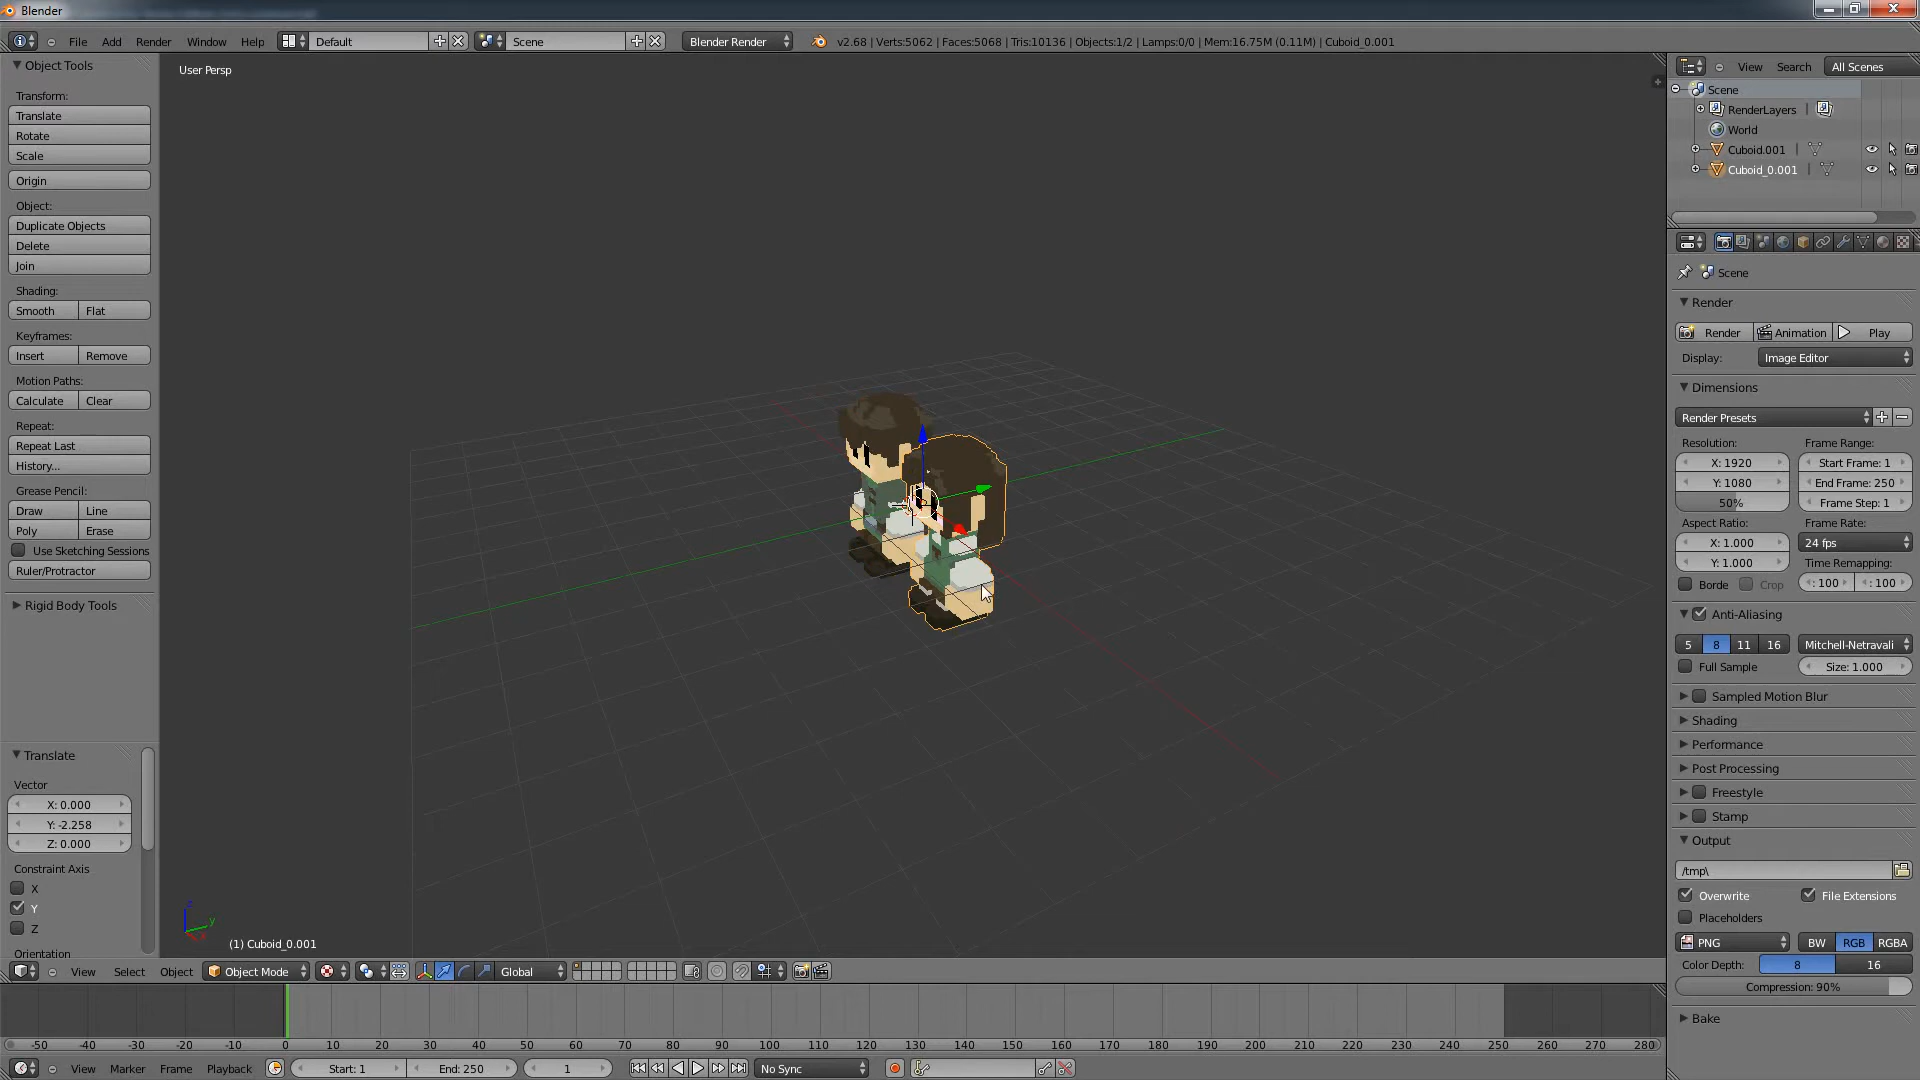 Blender
File Add Render Window Help Default Scene Blender Render v2.68 | Verts:5062 | Faces:5068 | Tris:10136 | Objects:1/2 | Lamps:0/0 | Mem:16.75M (0.11M) | Cuboid_0.001
Object Tools
Transform:
Translate
Rotate
Scale
Origin
Object:
Duplicate Objects
Delete
Join
Shading:
Smooth Flat
Keyframes:
Insert Remove
Motion Paths:
Calculate Clear
Repeat:
Repeat Last
History...
Grease Pencil:
Draw Line
Poly Erase
Use Sketching Sessions
Ruler/Protractor
Rigid Body Tools
Translate
Vector
X: 0.000
Y: -2.258
Z: 0.000
Constraint Axis
X
Y
Z
Orientation
User Persp
z
y
(1) Cuboid_0.001
View Select Object Object Mode Global
-50 -40 -30 -20 -10 0 10 20 30 40 50 60 70 80 90 100 110 120 130 140 150 160 170 180 190 200 210 220 230 240 250 260 270 280
View Marker Frame Playback Start: 1 End: 250 1 No Sync
View Search All Scenes
Scene
RenderLayers
World
Cuboid.001
Cuboid_0.001
Scene
Render
Render Animation Play
Display: Image Editor
Dimensions
Render Presets
Resolution: Frame Range:
X: 1920 Start Frame: 1
Y: 1080 End Frame: 250
50% Frame Step: 1
Aspect Ratio: Frame Rate:
X: 1.000 24 fps
Y: 1.000 Time Remapping:
Borde Crop : 100 : 100
Anti-Aliasing
5 8 11 16 Mitchell-Netravali
Full Sample Size: 1.000
Sampled Motion Blur
Shading
Performance
Post Processing
Freestyle
Stamp
Output
/tmp\
Overwrite File Extensions
Placeholders
PNG BW RGB RGBA
Color Depth: 8 16
Compression: 90%
Bake